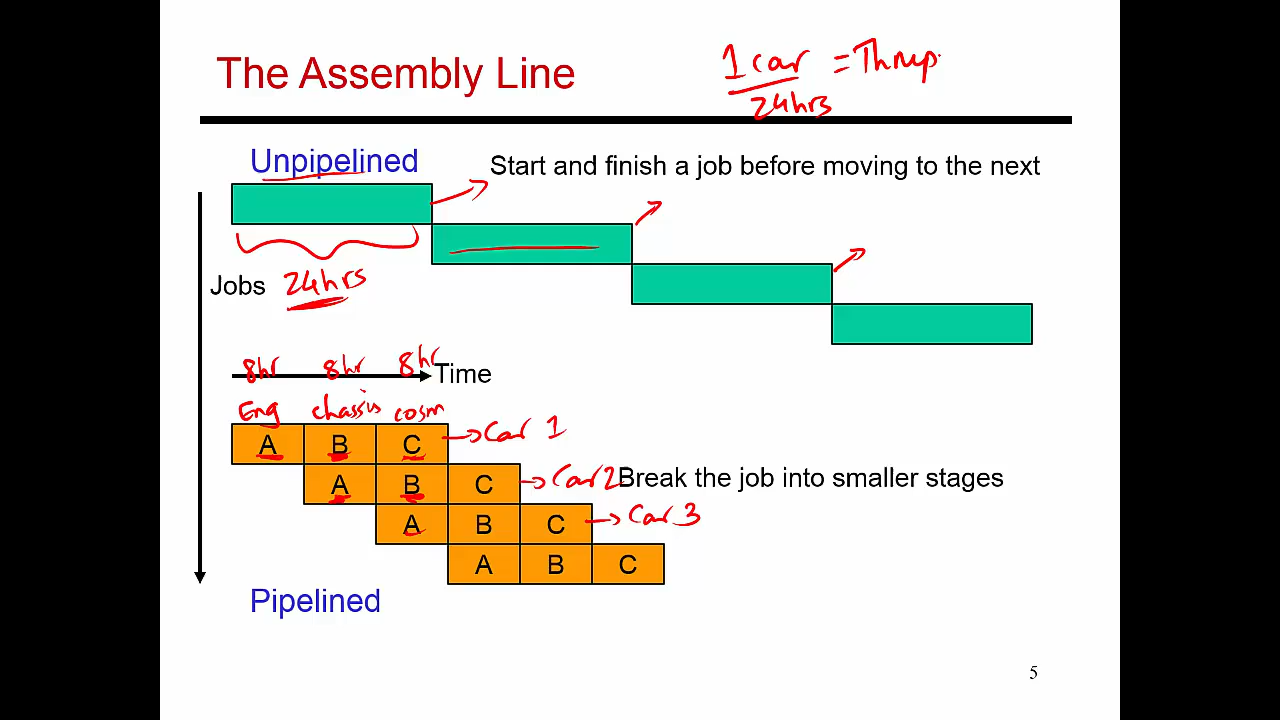 The Assembly Line
1 car = Thrup
24hrs
Unpipelined
Start and finish a job before moving to the next
Jobs 24hrs
8hr 8hr 8hr
Time
Eng chassis cosm
A B C Car 1
A B C Car 2 Break the job into smaller stages
A B C Car 3
A B C
Pipelined
5